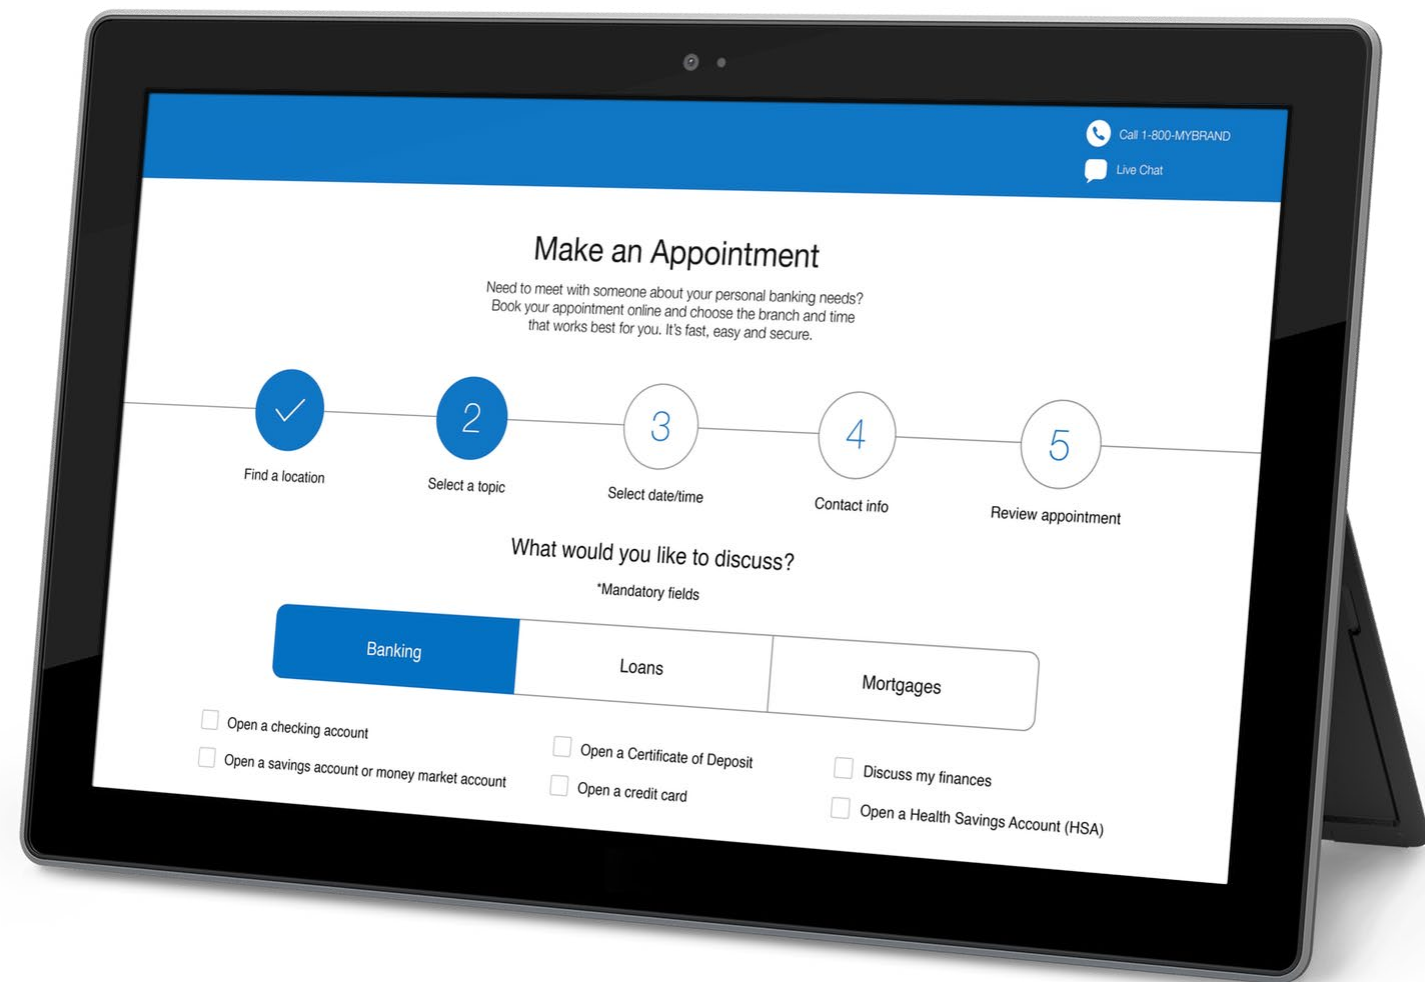 Call 1-800-MYBRAND
Live Chat
Make an Appointment
Need to meet with someone about your personal banking needs?
Book your appointment online and choose the branch and time
that works best for you. It's fast, easy and secure.
2
3
4
5
Find a location
Select a topic
Select date/time
Contact info
Review appointment
What would you like to discuss?
*Mandatory fields
Banking
Loans
Mortgages
Open a checking account
Open a Certificate of Deposit
Discuss my finances
Open a savings account or money market account
Open a credit card
Open a Health Savings Account (HSA)